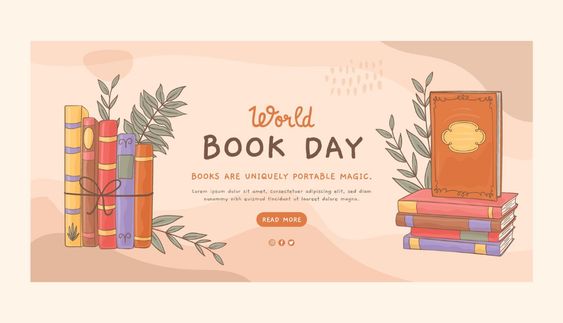 World
BOOK DAY
BOOKS ARE UNIQUELY PORTABLE MAGIC.
Lorem ipsum dolor sit amet, consectetuer adipiscing elit, sed diam
nonummy nibh euismod tincidunt ut laoreet dolore magna
READ MORE